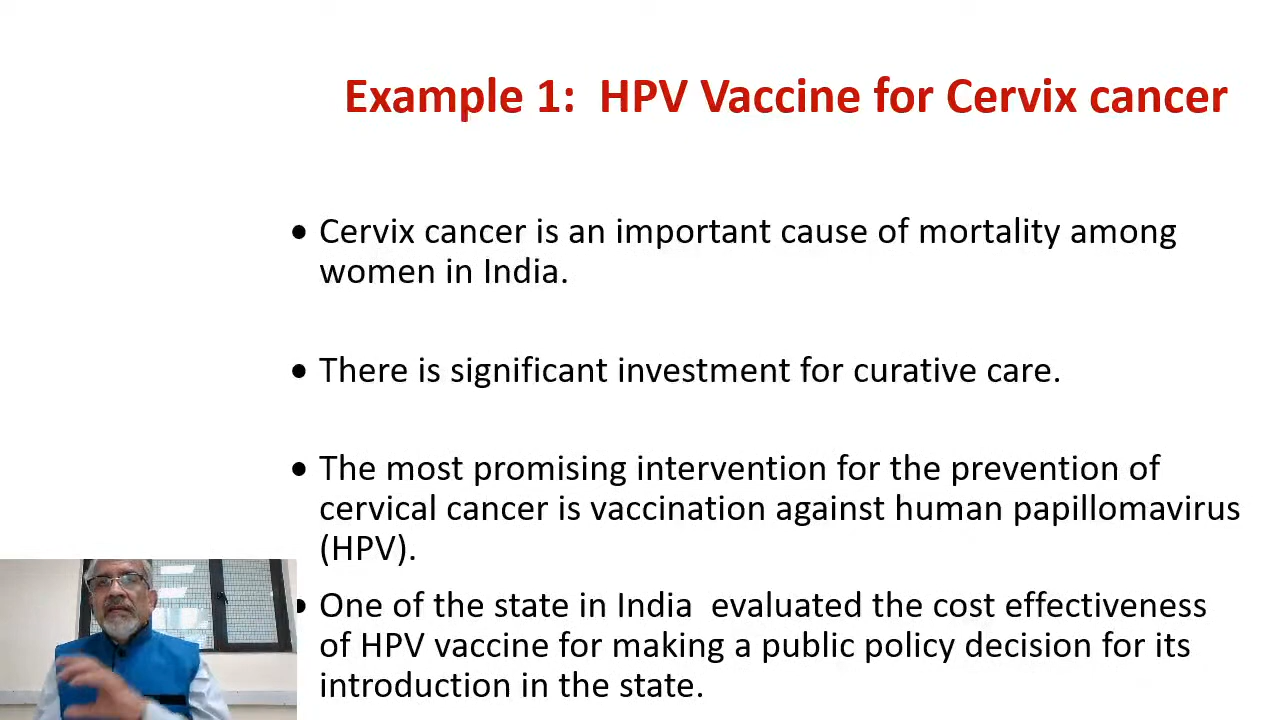 Example 1:  HPV Vaccine for Cervix cancer
• Cervix cancer is an important cause of mortality among
women in India.
• There is significant investment for curative care.
• The most promising intervention for the prevention of
cervical cancer is vaccination against human papillomavirus
(HPV).
• One of the state in India  evaluated the cost effectiveness
of HPV vaccine for making a public policy decision for its
introduction in the state.